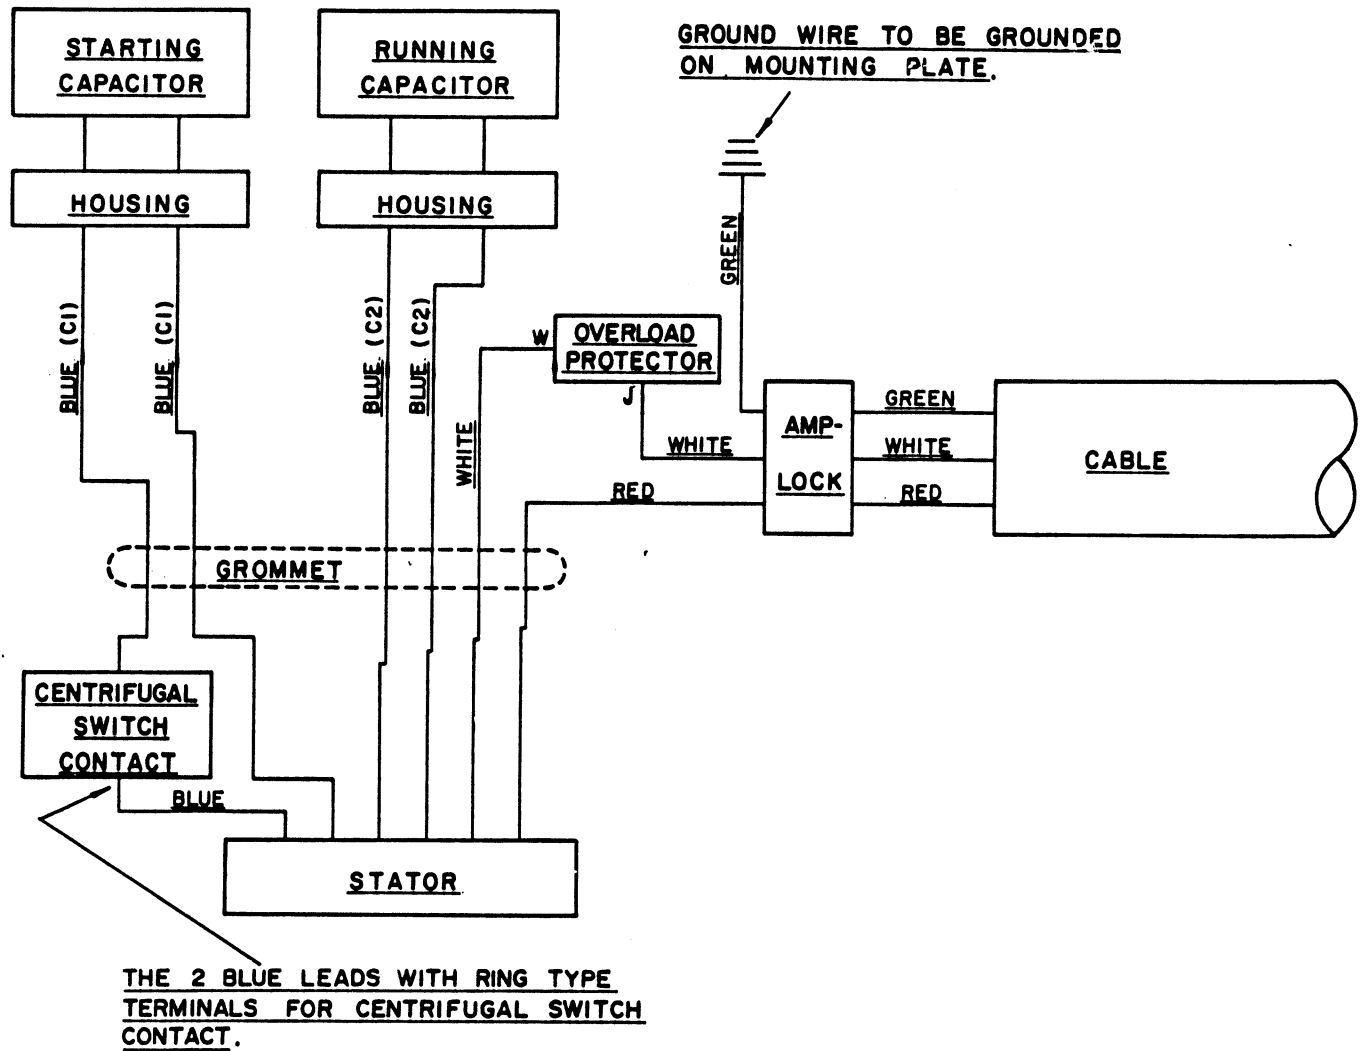 STARTING
CAPACITOR
RUNNING
CAPACITOR
GROUND WIRE TO BE GROUNDED
ON MOUNTING PLATE.
HOUSING
HOUSING
GREEN
BLUE (C1)
BLUE (C1)
BLUE (C2)
BLUE (C2)
WHITE
W
OVERLOAD
PROTECTOR
J
WHITE
RED
AMP-
LOCK
GREEN
WHITE
RED
CABLE
GROMMET
CENTRIFUGAL
SWITCH
CONTACT
BLUE
STATOR
THE 2 BLUE LEADS WITH RING TYPE
TERMINALS FOR CENTRIFUGAL SWITCH
CONTACT.